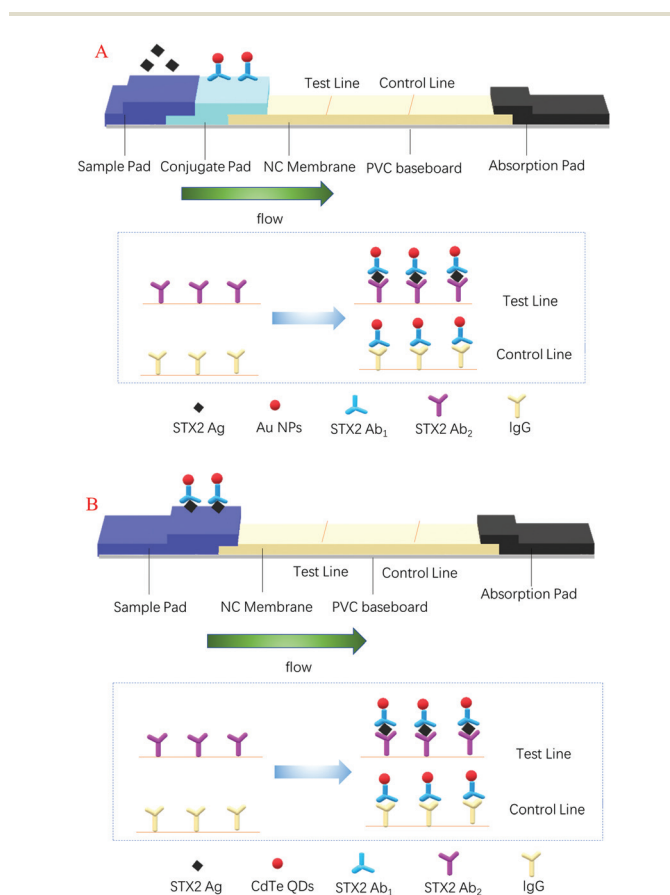 A
Test Line Control Line
Sample Pad Conjugate Pad NC Membrane PVC baseboard Absorption Pad
flow
Test Line
Control Line
STX2 Ag Au NPs STX2 Ab₁ STX2 Ab₂ IgG
B
Test Line Control Line
Sample Pad NC Membrane PVC baseboard Absorption Pad
flow
Test Line
Control Line
STX2 Ag CdTe QDs STX2 Ab₁ STX2 Ab₂ IgG